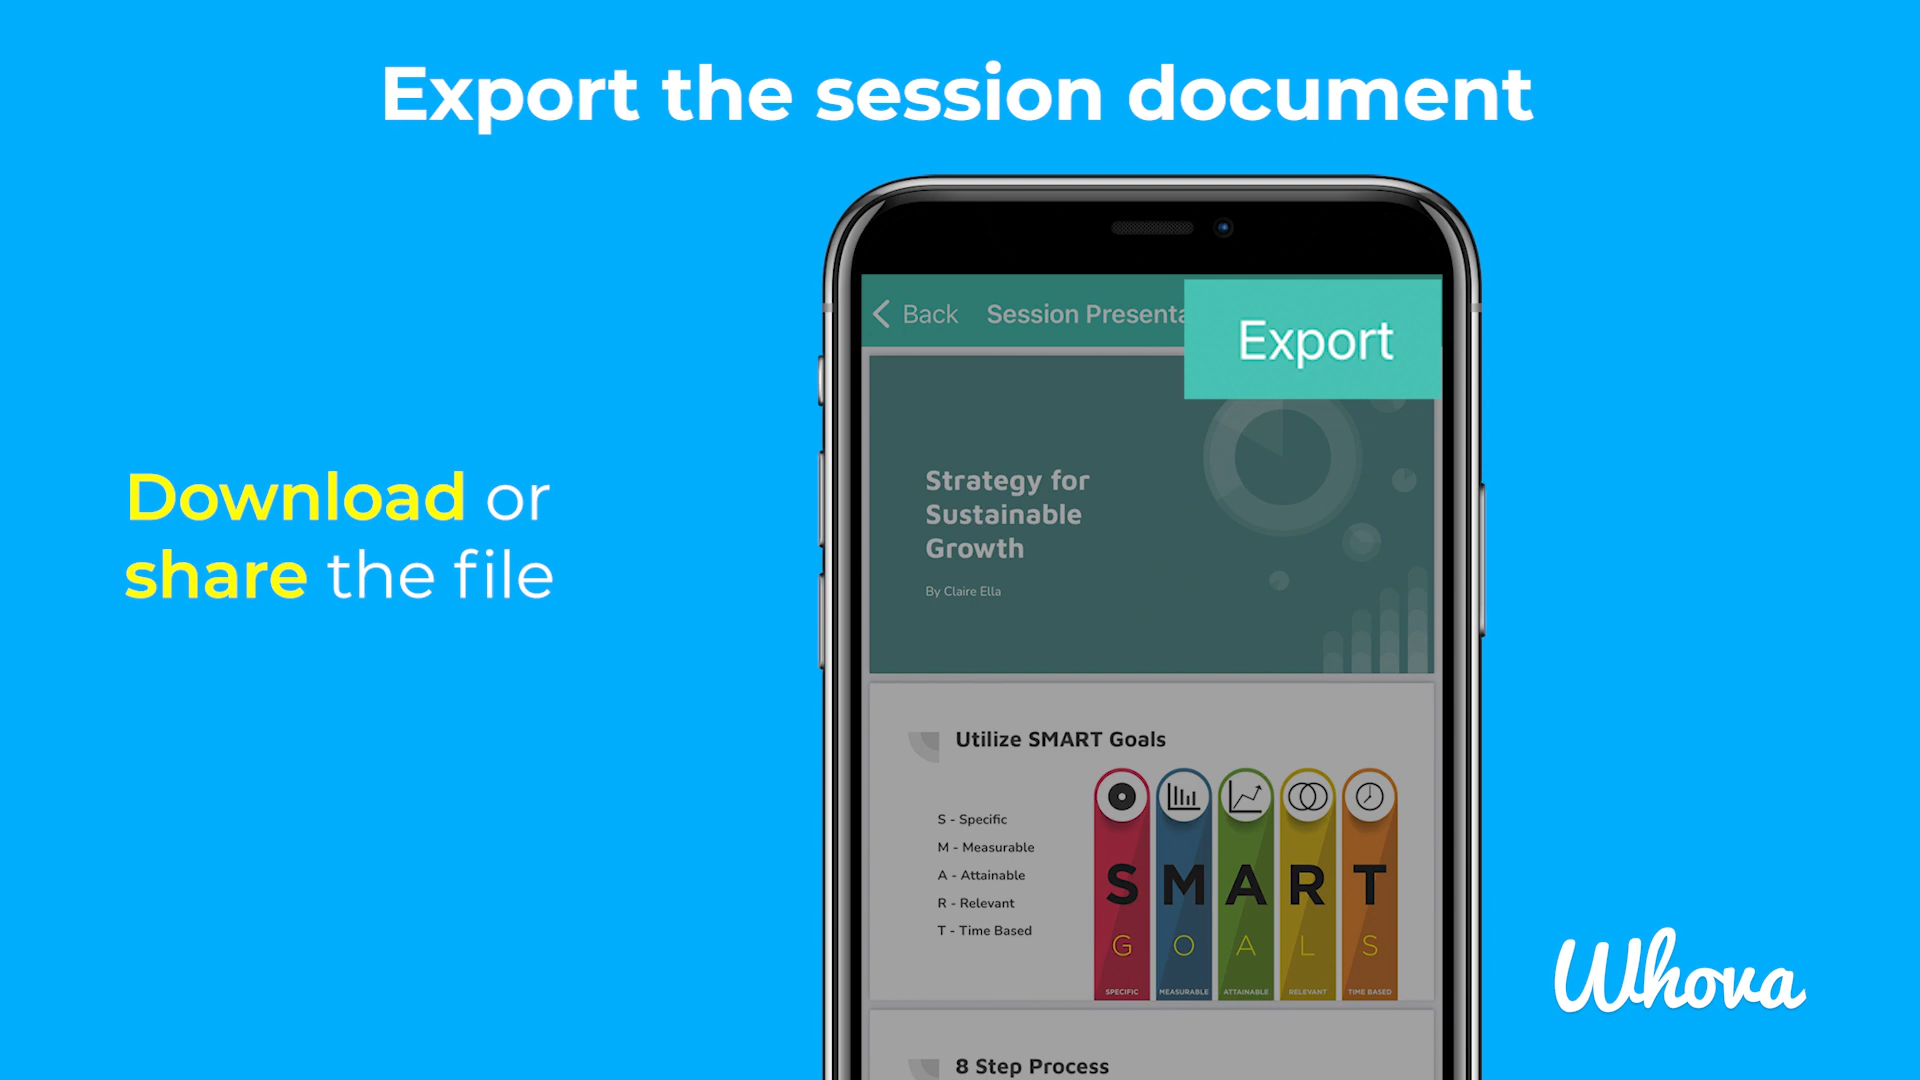 Export the session document
Download or
share the file
Back
Session Presenta
Export
Strategy for
Sustainable
Growth
By Claire Ella
Utilize SMART Goals
S - Specific
M - Measurable
A - Attainable
R - Relevant
T - Time Based
S M A R T
G O A L S
SPECIFIC MEASURABLE ATTAINABLE RELEVANT TIME BASED
8 Step Process
Whova